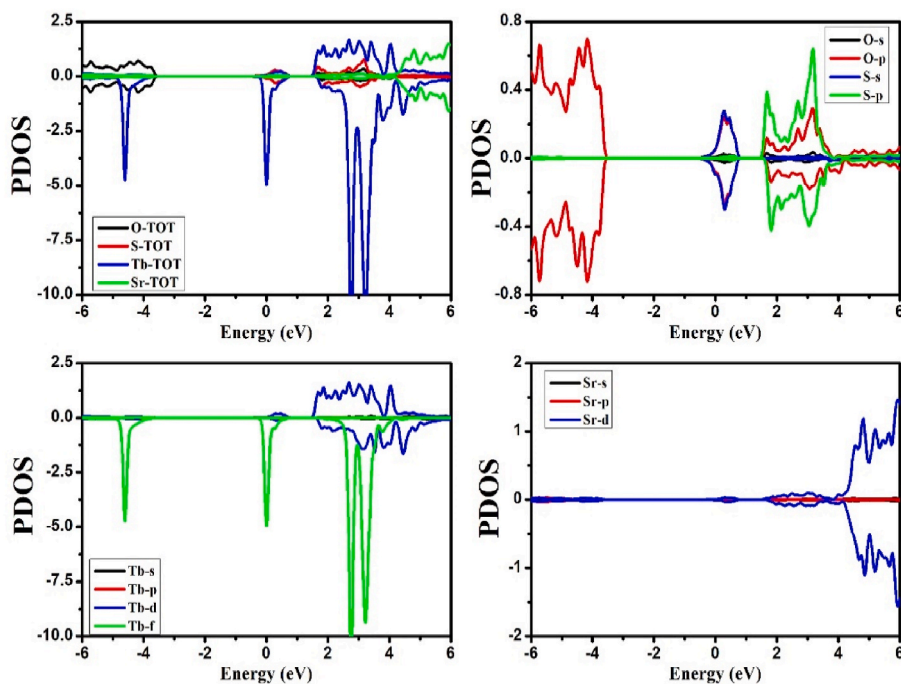 PDOS
2.5
0.0
-2.5
-5.0
-7.5
-10.0
O-TOT
S-TOT
Tb-TOT
Sr-TOT
-6 -4 -2 0 2 4 6
Energy (eV)
PDOS
0.8
0.4
0.0
-0.4
-0.8
O-s
O-p
S-s
S-p
-6 -4 -2 0 2 4 6
Energy (eV)
PDOS
2.5
0.0
-2.5
-5.0
-7.5
-10.0
Tb-s
Tb-p
Tb-d
Tb-f
-6 -4 -2 0 2 4 6
Energy (eV)
PDOS
2
1
0
-1
-2
Sr-s
Sr-p
Sr-d
-6 -4 -2 0 2 4 6
Energy (eV)